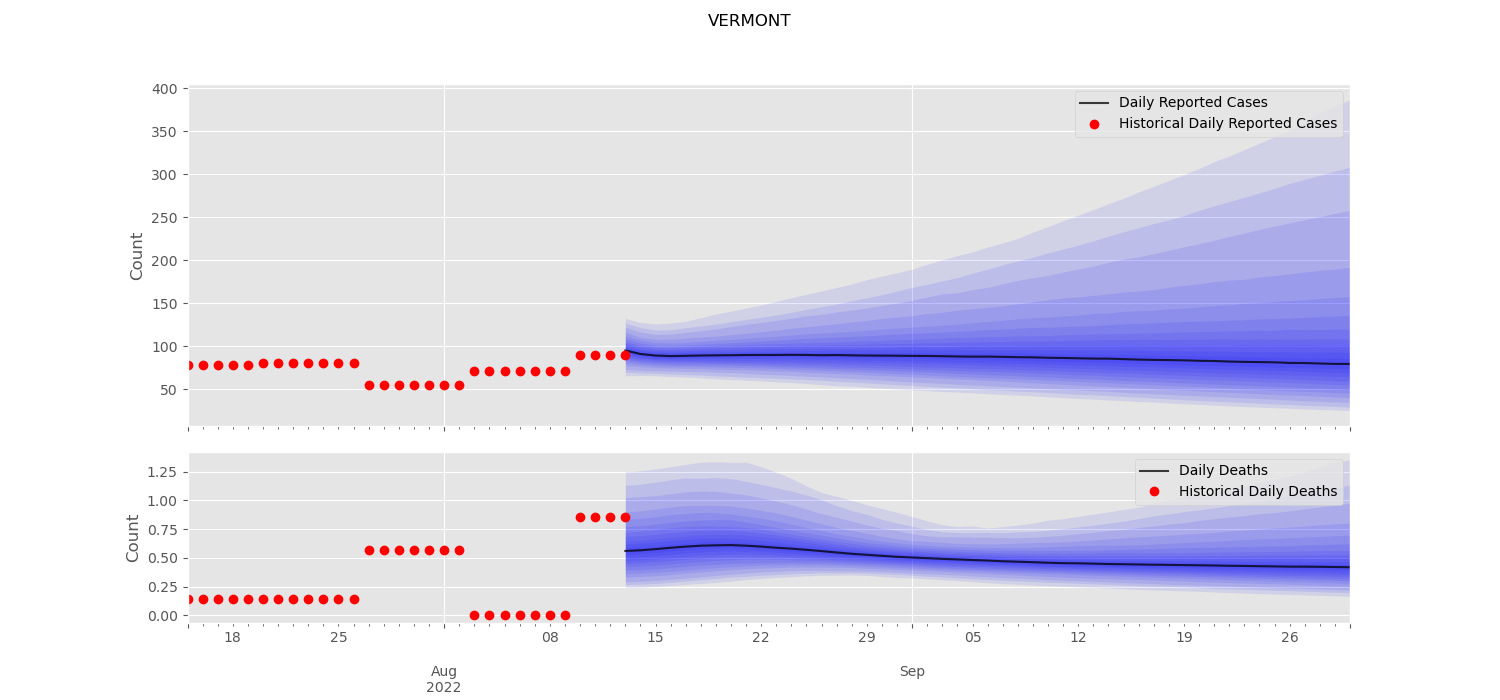 VERMONT
400
350
300
250
200
150
100
50
Count
Daily Reported Cases
Historical Daily Reported Cases
1.25
1.00
0.75
0.50
0.25
0.00
Count
Daily Deaths
Historical Daily Deaths
18 25 08 15 22 29 05 12 19 26
Aug Sep
2022